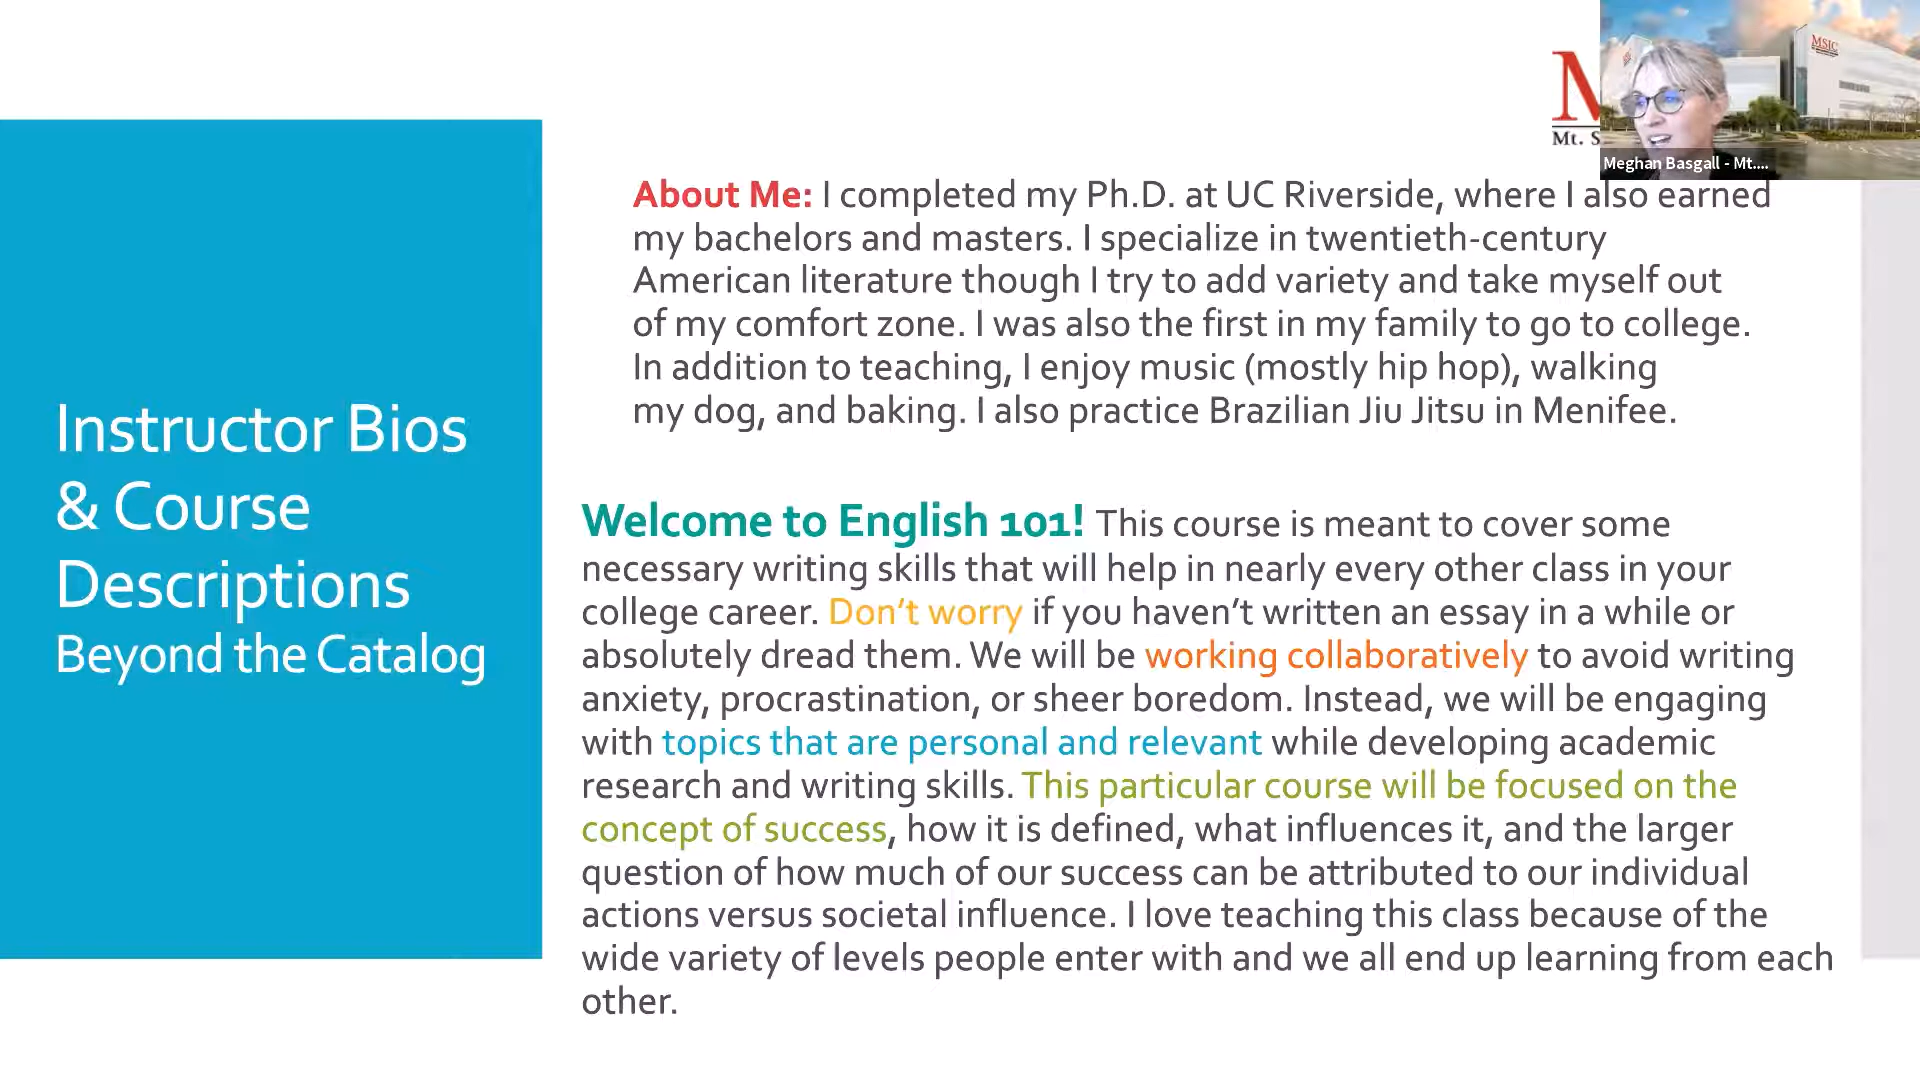 Instructor Bios
& Course
Descriptions
Beyond the Catalog
Mt. S
MSJC
Meghan Basgall - Mt....
About Me: I completed my Ph.D. at UC Riverside, where I also earned
my bachelors and masters. I specialize in twentieth-century
American literature though I try to add variety and take myself out
of my comfort zone. I was also the first in my family to go to college.
In addition to teaching, I enjoy music (mostly hip hop), walking
my dog, and baking. I also practice Brazilian Jiu Jitsu in Menifee.
Welcome to English 101! This course is meant to cover some
necessary writing skills that will help in nearly every other class in your
college career. Don’t worry if you haven’t written an essay in a while or
absolutely dread them. We will be working collaboratively to avoid writing
anxiety, procrastination, or sheer boredom. Instead, we will be engaging
with topics that are personal and relevant while developing academic
research and writing skills. This particular course will be focused on the
concept of success, how it is defined, what influences it, and the larger
question of how much of our success can be attributed to our individual
actions versus societal influence. I love teaching this class because of the
wide variety of levels people enter with and we all end up learning from each
other.